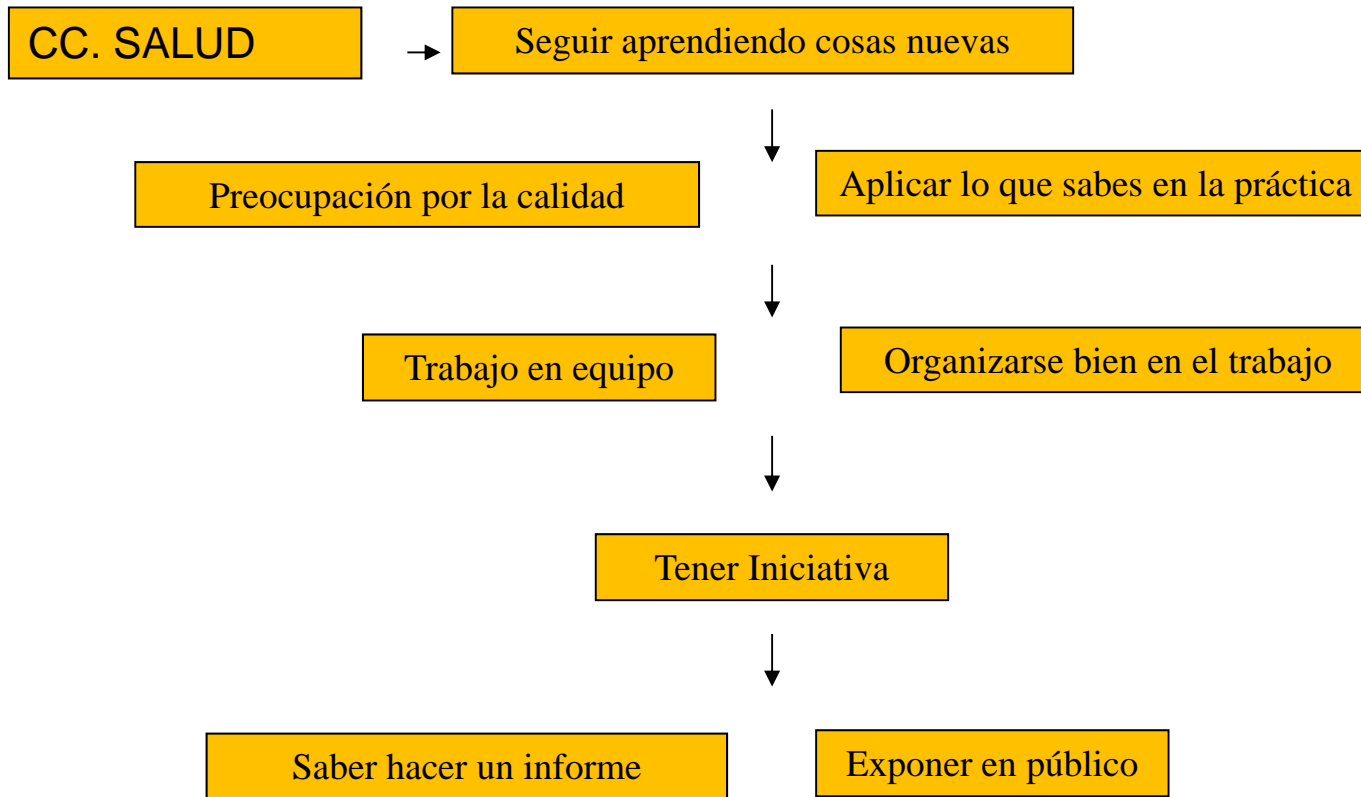 CC. SALUD
Seguir aprendiendo cosas nuevas
Preocupación por la calidad
Aplicar lo que sabes en la práctica
Trabajo en equipo
Organizarse bien en el trabajo
Tener Iniciativa
Saber hacer un informe
Exponer en público